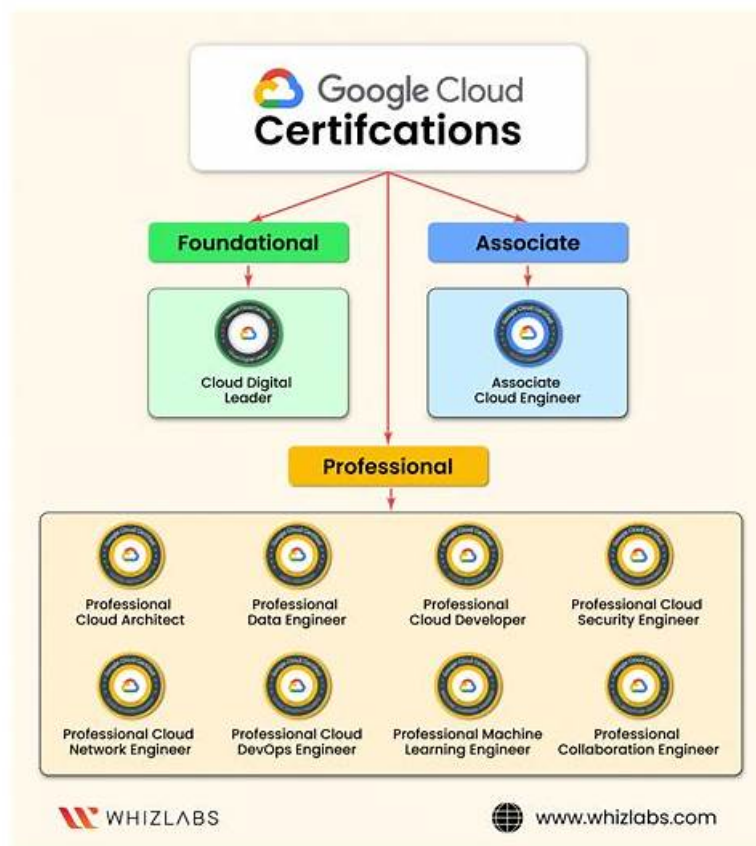 Google Cloud
Certifcations
Foundational
Associate
Cloud Digital
Leader
Associate
Cloud Engineer
Professional
Professional
Cloud Architect
Professional
Data Engineer
Professional
Cloud Developer
Professional Cloud
Security Engineer
Professional Cloud
Network Engineer
Professional Cloud
DevOps Engineer
Professional Machine
Learning Engineer
Professional
Collaboration Engineer
WHIZLABS
www.whizlabs.com